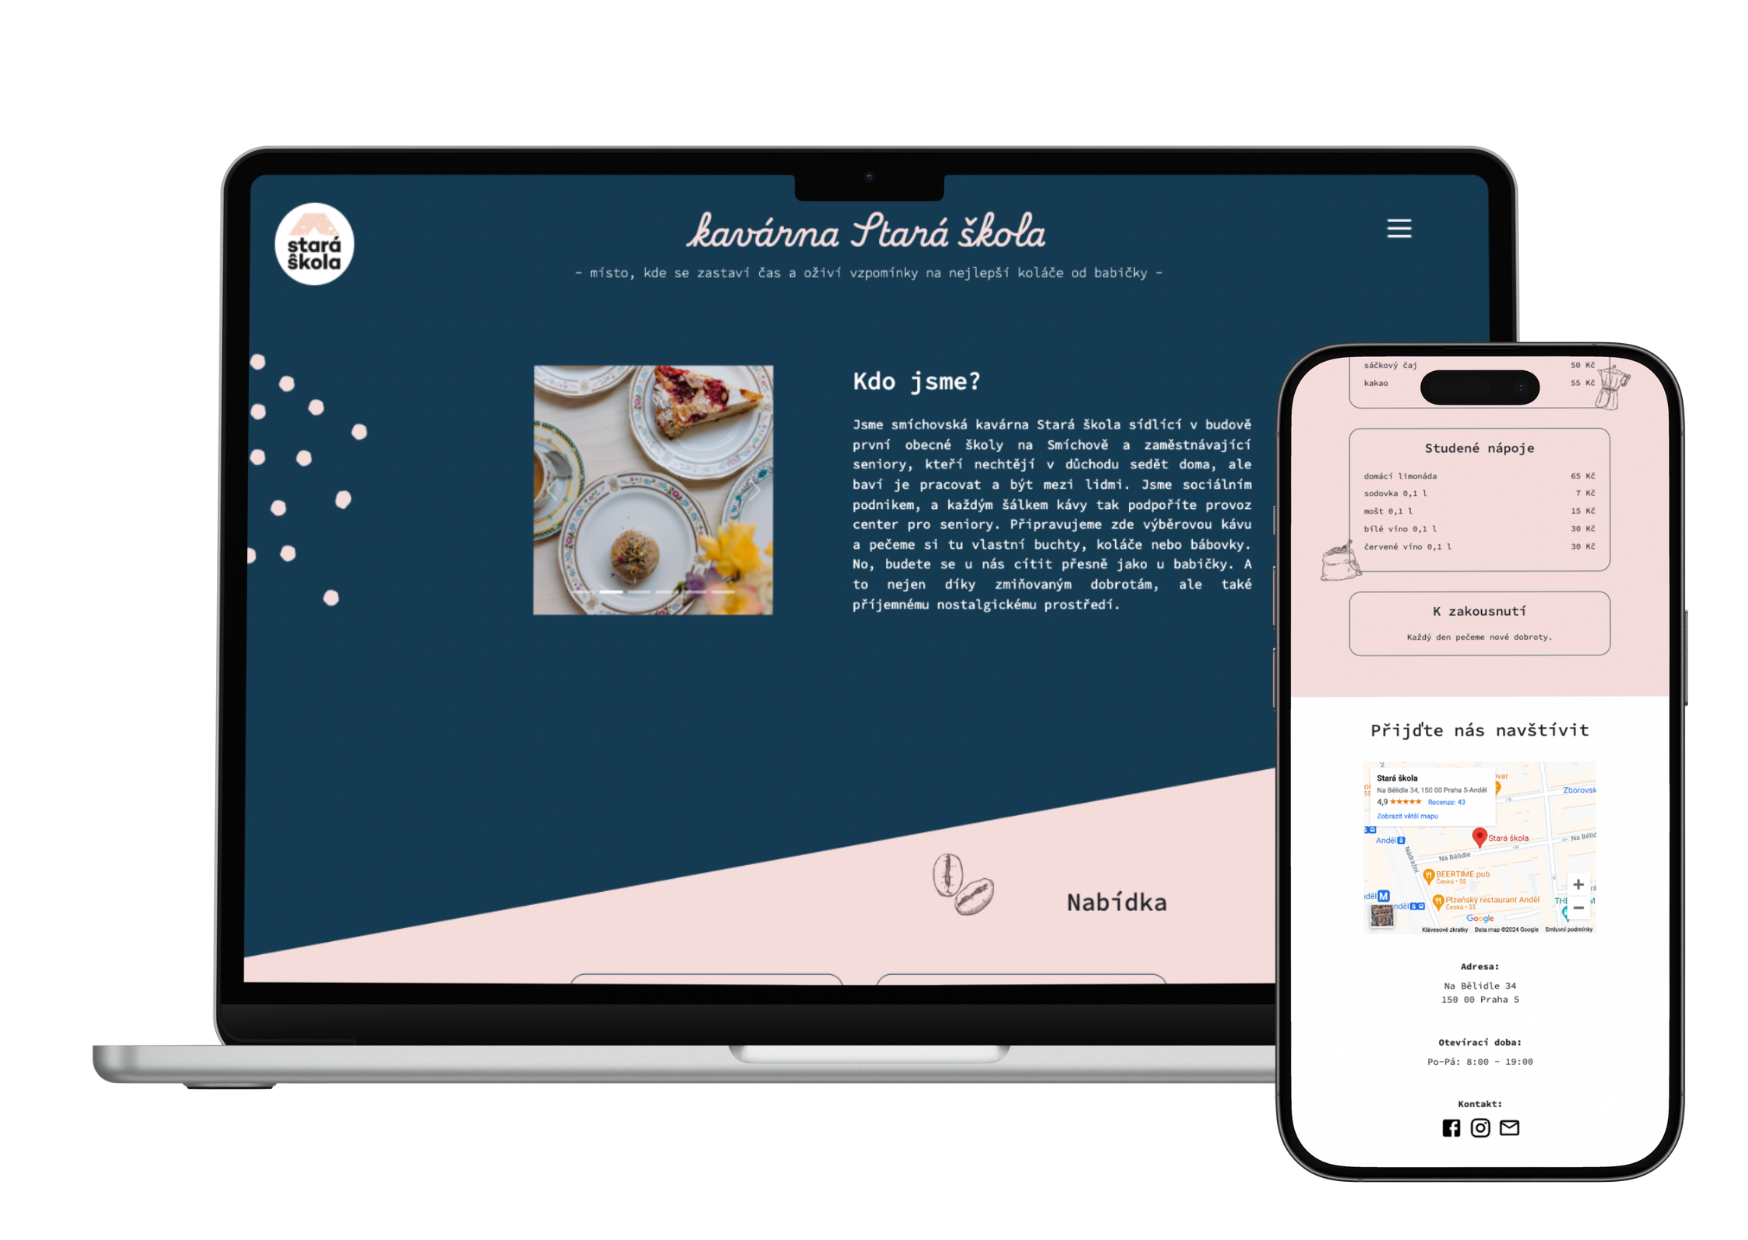 stará
škola
kavárna Stará škola
– místo, kde se zastaví čas a oživí vzpomínky na nejlepší koláče od babičky –
Kdo jsme?
Jsme smíchovská kavárna Stará škola sídlící v budově
první obecné školy na Smíchově a zaměstnávající
seniory, kteří nechtějí v důchodu sedět doma, ale
baví je pracovat a být mezi lidmi. Jsme sociálním
podnikem, a každým šálkem kávy tak podpoříte provoz
center pro seniory. Připravujeme zde výběrovou kávu
a pečeme si tu vlastní buchty, koláče nebo bábovky.
No, budete se u nás cítit přesně jako u babičky. A
to nejen díky zmiňovaným dobrotám, ale také
příjemnému nostalgickému prostředí.
Nabídka
sáčkový čaj 50 Kč
kakao 55 Kč
Studené nápoje
domácí limonáda 65 Kč
sodovka 0,1 l 7 Kč
mošt 0,1 l 15 Kč
bílé víno 0,1 l 30 Kč
červené víno 0,1 l 30 Kč
K zakousnutí
Každý den pečeme nové dobroty.
Přijďte nás navštívit
Stará škola
Na Bělidle 34, 150 00 Praha 5-Anděl
4,9 ★★★★★ Recenze: 43
Zobrazit větší mapu
Zborovsk
Anděl
Stará škola
Na Bělidle
Na Bělidl
Nádražní
BEERTIME.pub
Česká • $$
Plzeňský restaurant Anděl
Česká • $$
Google
Klávesové zkratky Data map ©2024 Google Smluvní podmínky
Adresa:
Na Bělidle 34
150 00 Praha 5
Otevírací doba:
Po-Pá: 8:00 – 19:00
Kontakt: